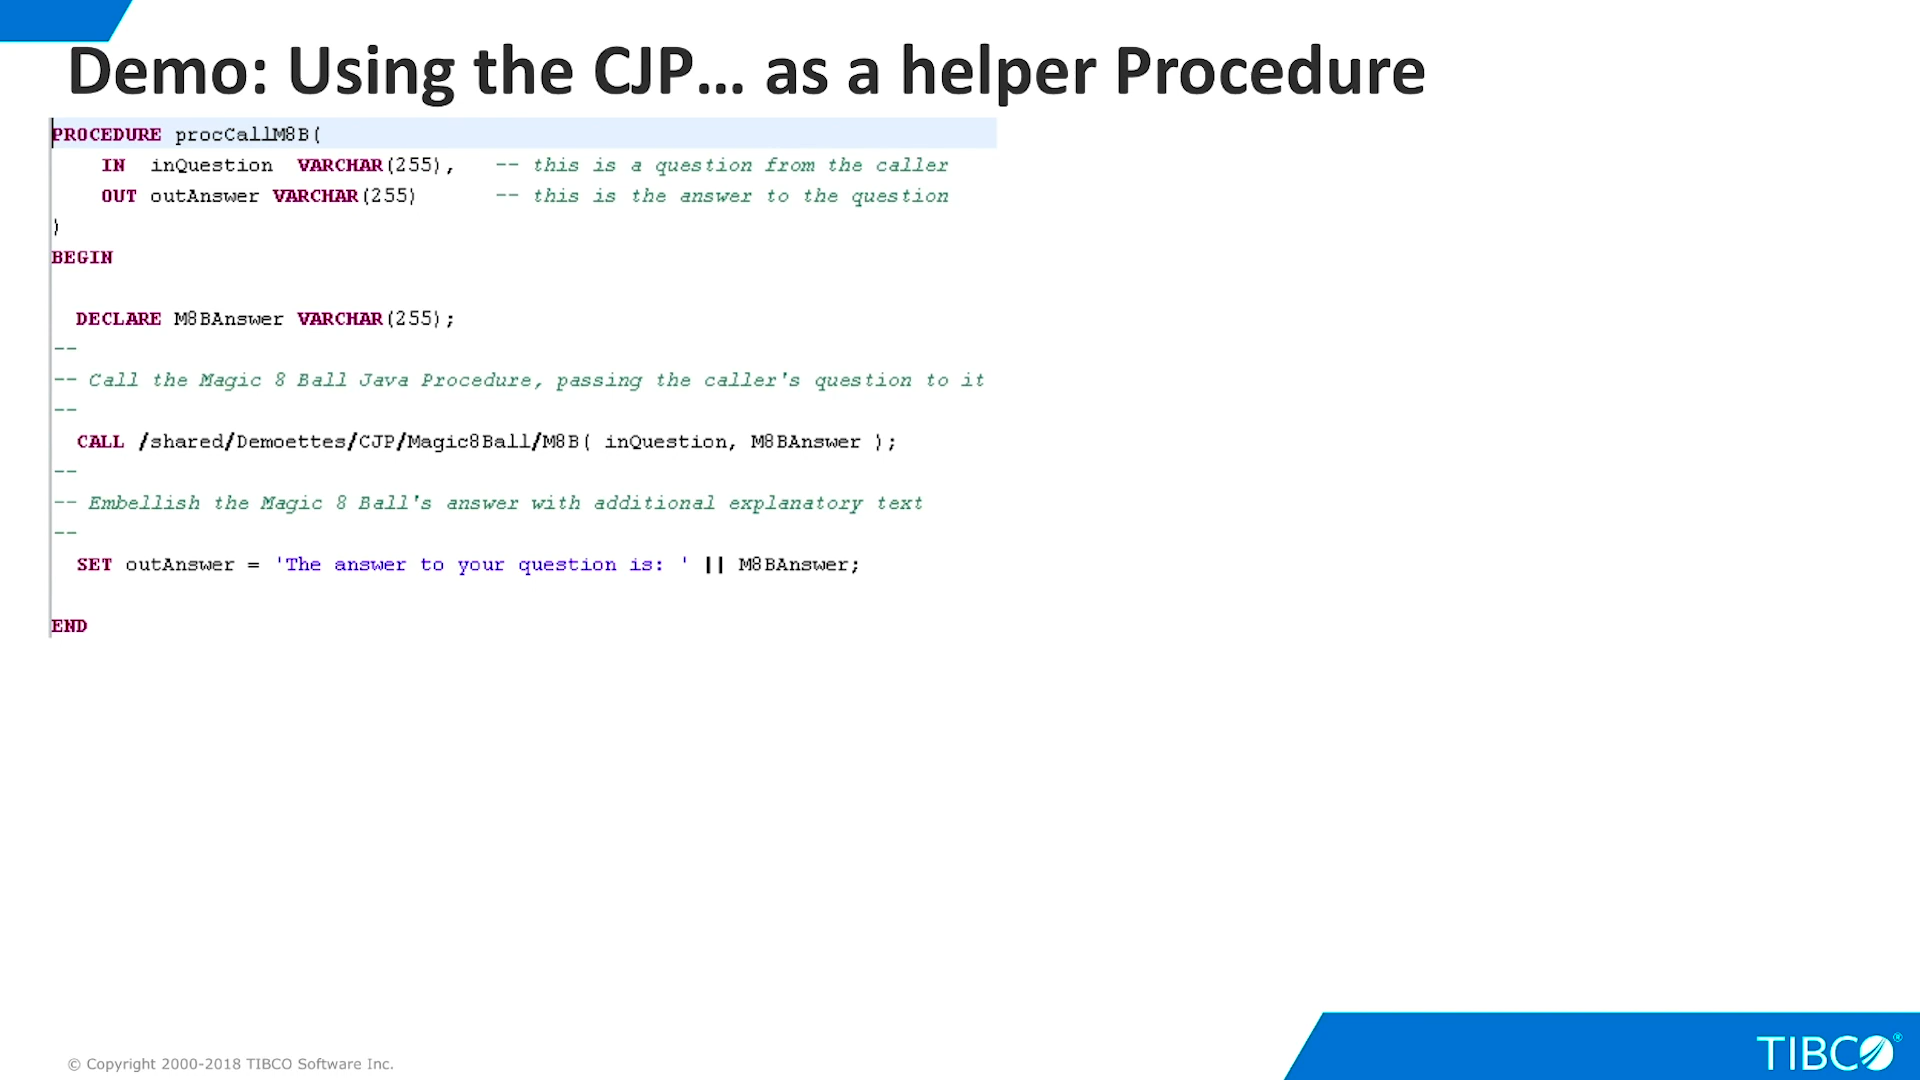 Demo: Using the CJP… as a helper Procedure
PROCEDURE procCallM8B(
IN inQuestion VARCHAR(255), -- this is a question from the caller
OUT outAnswer VARCHAR(255) -- this is the answer to the question
)
BEGIN
DECLARE M8BAnswer VARCHAR(255);
--
-- Call the Magic 8 Ball Java Procedure, passing the caller's question to it
--
CALL /shared/Demoettes/CJP/Magic8Ball/M8B( inQuestion, M8BAnswer );
--
-- Embellish the Magic 8 Ball's answer with additional explanatory text
--
SET outAnswer = 'The answer to your question is: ' || M8BAnswer;
END
© Copyright 2000-2018 TIBCO Software Inc.
TIBCO®